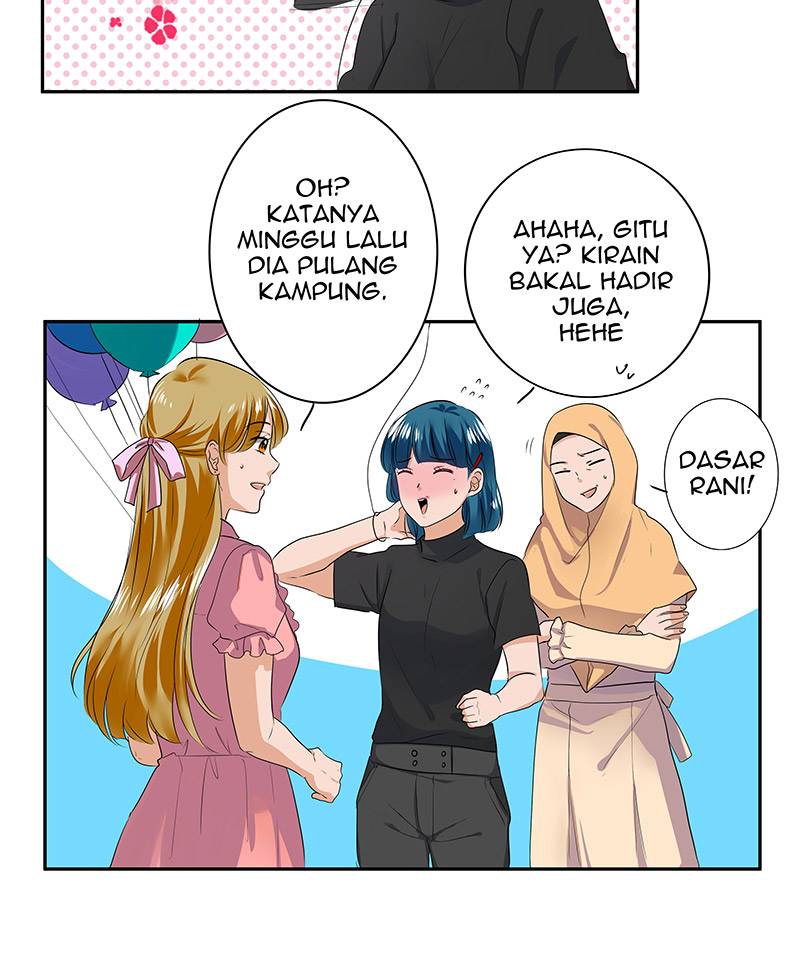 OH?
KATANYA
MINGGU LALU
DIA PULANG
KAMPUNG.
AHAHA, GITU
YA? KIRAIN
BAKAL HADIR
JUGA,
HEHE
DASAR
RANI!